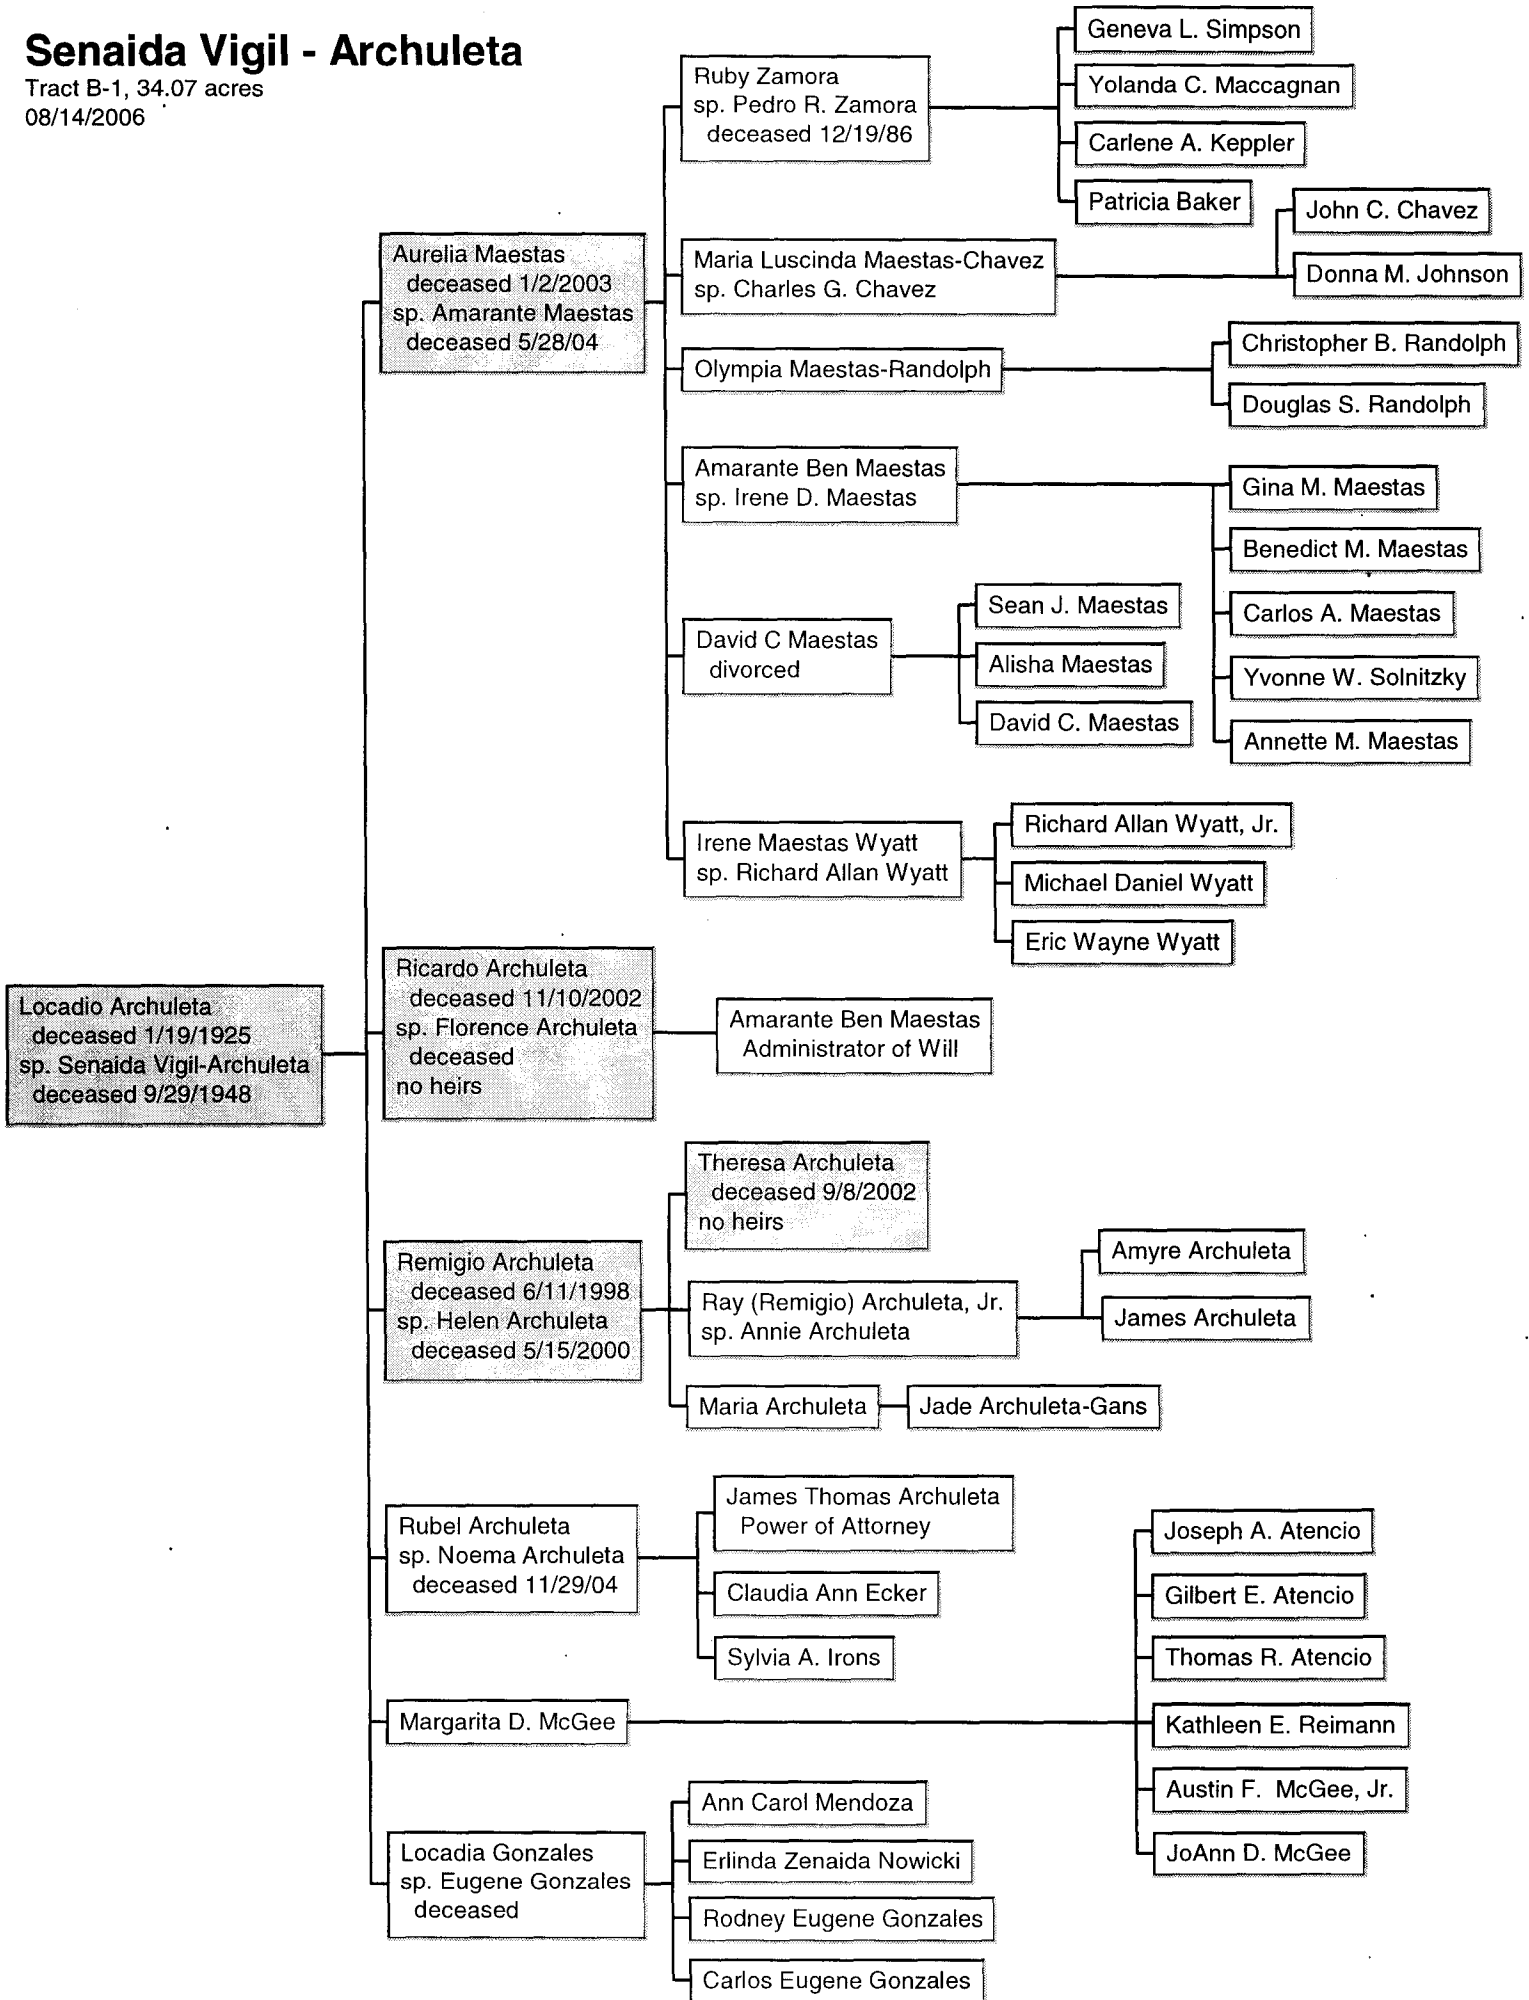 Senaida Vigil - Archuleta
Tract B-1, 34.07 acres
08/14/2006
Locadio Archuleta
deceased 1/19/1925
sp. Senaida Vigil-Archuleta
deceased 9/29/1948
Aurelia Maestas
deceased 1/2/2003
sp. Amarante Maestas
deceased 5/28/04
Ruby Zamora
sp. Pedro R. Zamora
deceased 12/19/86
Geneva L. Simpson
Yolanda C. Maccagnan
Carlene A. Keppler
Patricia Baker
Maria Luscinda Maestas-Chavez
sp. Charles G. Chavez
John C. Chavez
Donna M. Johnson
Olympia Maestas-Randolph
Christopher B. Randolph
Douglas S. Randolph
Amarante Ben Maestas
sp. Irene D. Maestas
Gina M. Maestas
Benedict M. Maestas
Carlos A. Maestas
Yvonne W. Solnitzky
Annette M. Maestas
David C Maestas
divorced
Sean J. Maestas
Alisha Maestas
David C. Maestas
Irene Maestas Wyatt
sp. Richard Allan Wyatt
Richard Allan Wyatt, Jr.
Michael Daniel Wyatt
Eric Wayne Wyatt
Ricardo Archuleta
deceased 11/10/2002
sp. Florence Archuleta
deceased
no heirs
Amarante Ben Maestas
Administrator of Will
Remigio Archuleta
deceased 6/11/1998
sp. Helen Archuleta
deceased 5/15/2000
Theresa Archuleta
deceased 9/8/2002
no heirs
Ray (Remigio) Archuleta, Jr.
sp. Annie Archuleta
Amyre Archuleta
James Archuleta
Maria Archuleta
Jade Archuleta-Gans
Rubel Archuleta
sp. Noema Archuleta
deceased 11/29/04
James Thomas Archuleta
Power of Attorney
Claudia Ann Ecker
Sylvia A. Irons
Margarita D. McGee
Joseph A. Atencio
Gilbert E. Atencio
Thomas R. Atencio
Kathleen E. Reimann
Austin F. McGee, Jr.
JoAnn D. McGee
Locadia Gonzales
sp. Eugene Gonzales
deceased
Ann Carol Mendoza
Erlinda Zenaida Nowicki
Rodney Eugene Gonzales
Carlos Eugene Gonzales